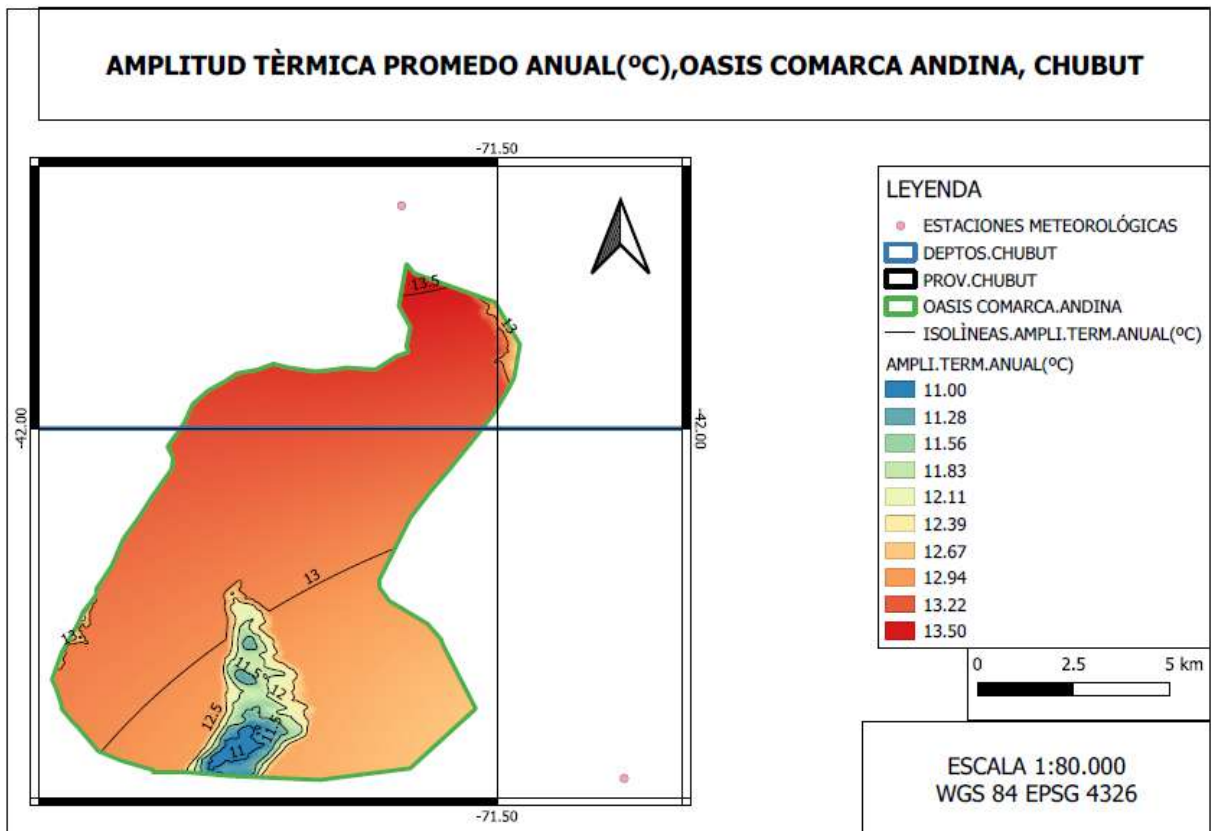 AMPLITUD TÈRMICA PROMEDO ANUAL(ºC),OASIS COMARCA ANDINA, CHUBUT
-71.50
LEYENDA
ESTACIONES METEOROLÓGICAS
DEPTOS.CHUBUT
PROV.CHUBUT
OASIS COMARCA.ANDINA
ISOLÌNEAS.AMPLI.TERM.ANUAL(ºC)
AMPLI.TERM.ANUAL(ºC)
11.00
11.28
11.56
11.83
12.11
12.39
12.67
12.94
13.22
13.50
0 2.5 5 km
ESCALA 1:80.000
WGS 84 EPSG 4326
13.5
13
-42.00
-42.00
13
13.
11.5
12
12.5
11.5
11
-71.50